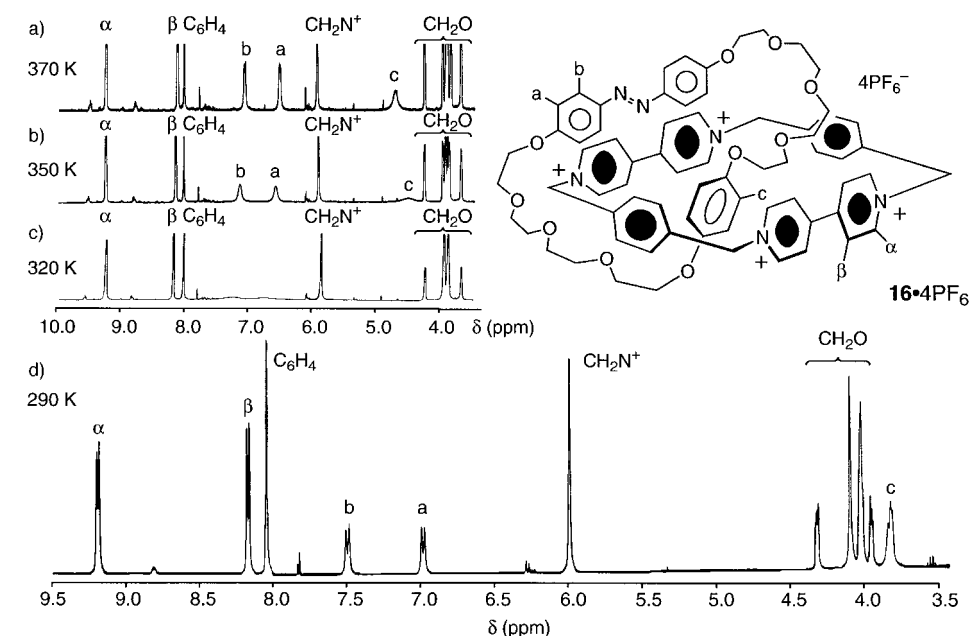 a)
370 K
α
β C₆H₄
b
a
CH₂N⁺
c
CH₂O
b)
350 K
α
β C₆H₄
b
a
CH₂N⁺
c
CH₂O
c)
320 K
α
β C₆H₄
CH₂N⁺
CH₂O
10.0 9.0 8.0 7.0 6.0 5.0 4.0 δ (ppm)
b
a
N
N
O
O
O
O
O
O
O
O
O
O
N
+
N
+
N
+
N
+
c
α
β
4PF₆⁻
16•4PF₆
d)
290 K
α
β
C₆H₄
b
a
CH₂N⁺
CH₂O
c
9.5 9.0 8.5 8.0 7.5 7.0 6.5 6.0 5.5 5.0 4.5 4.0 3.5
δ (ppm)